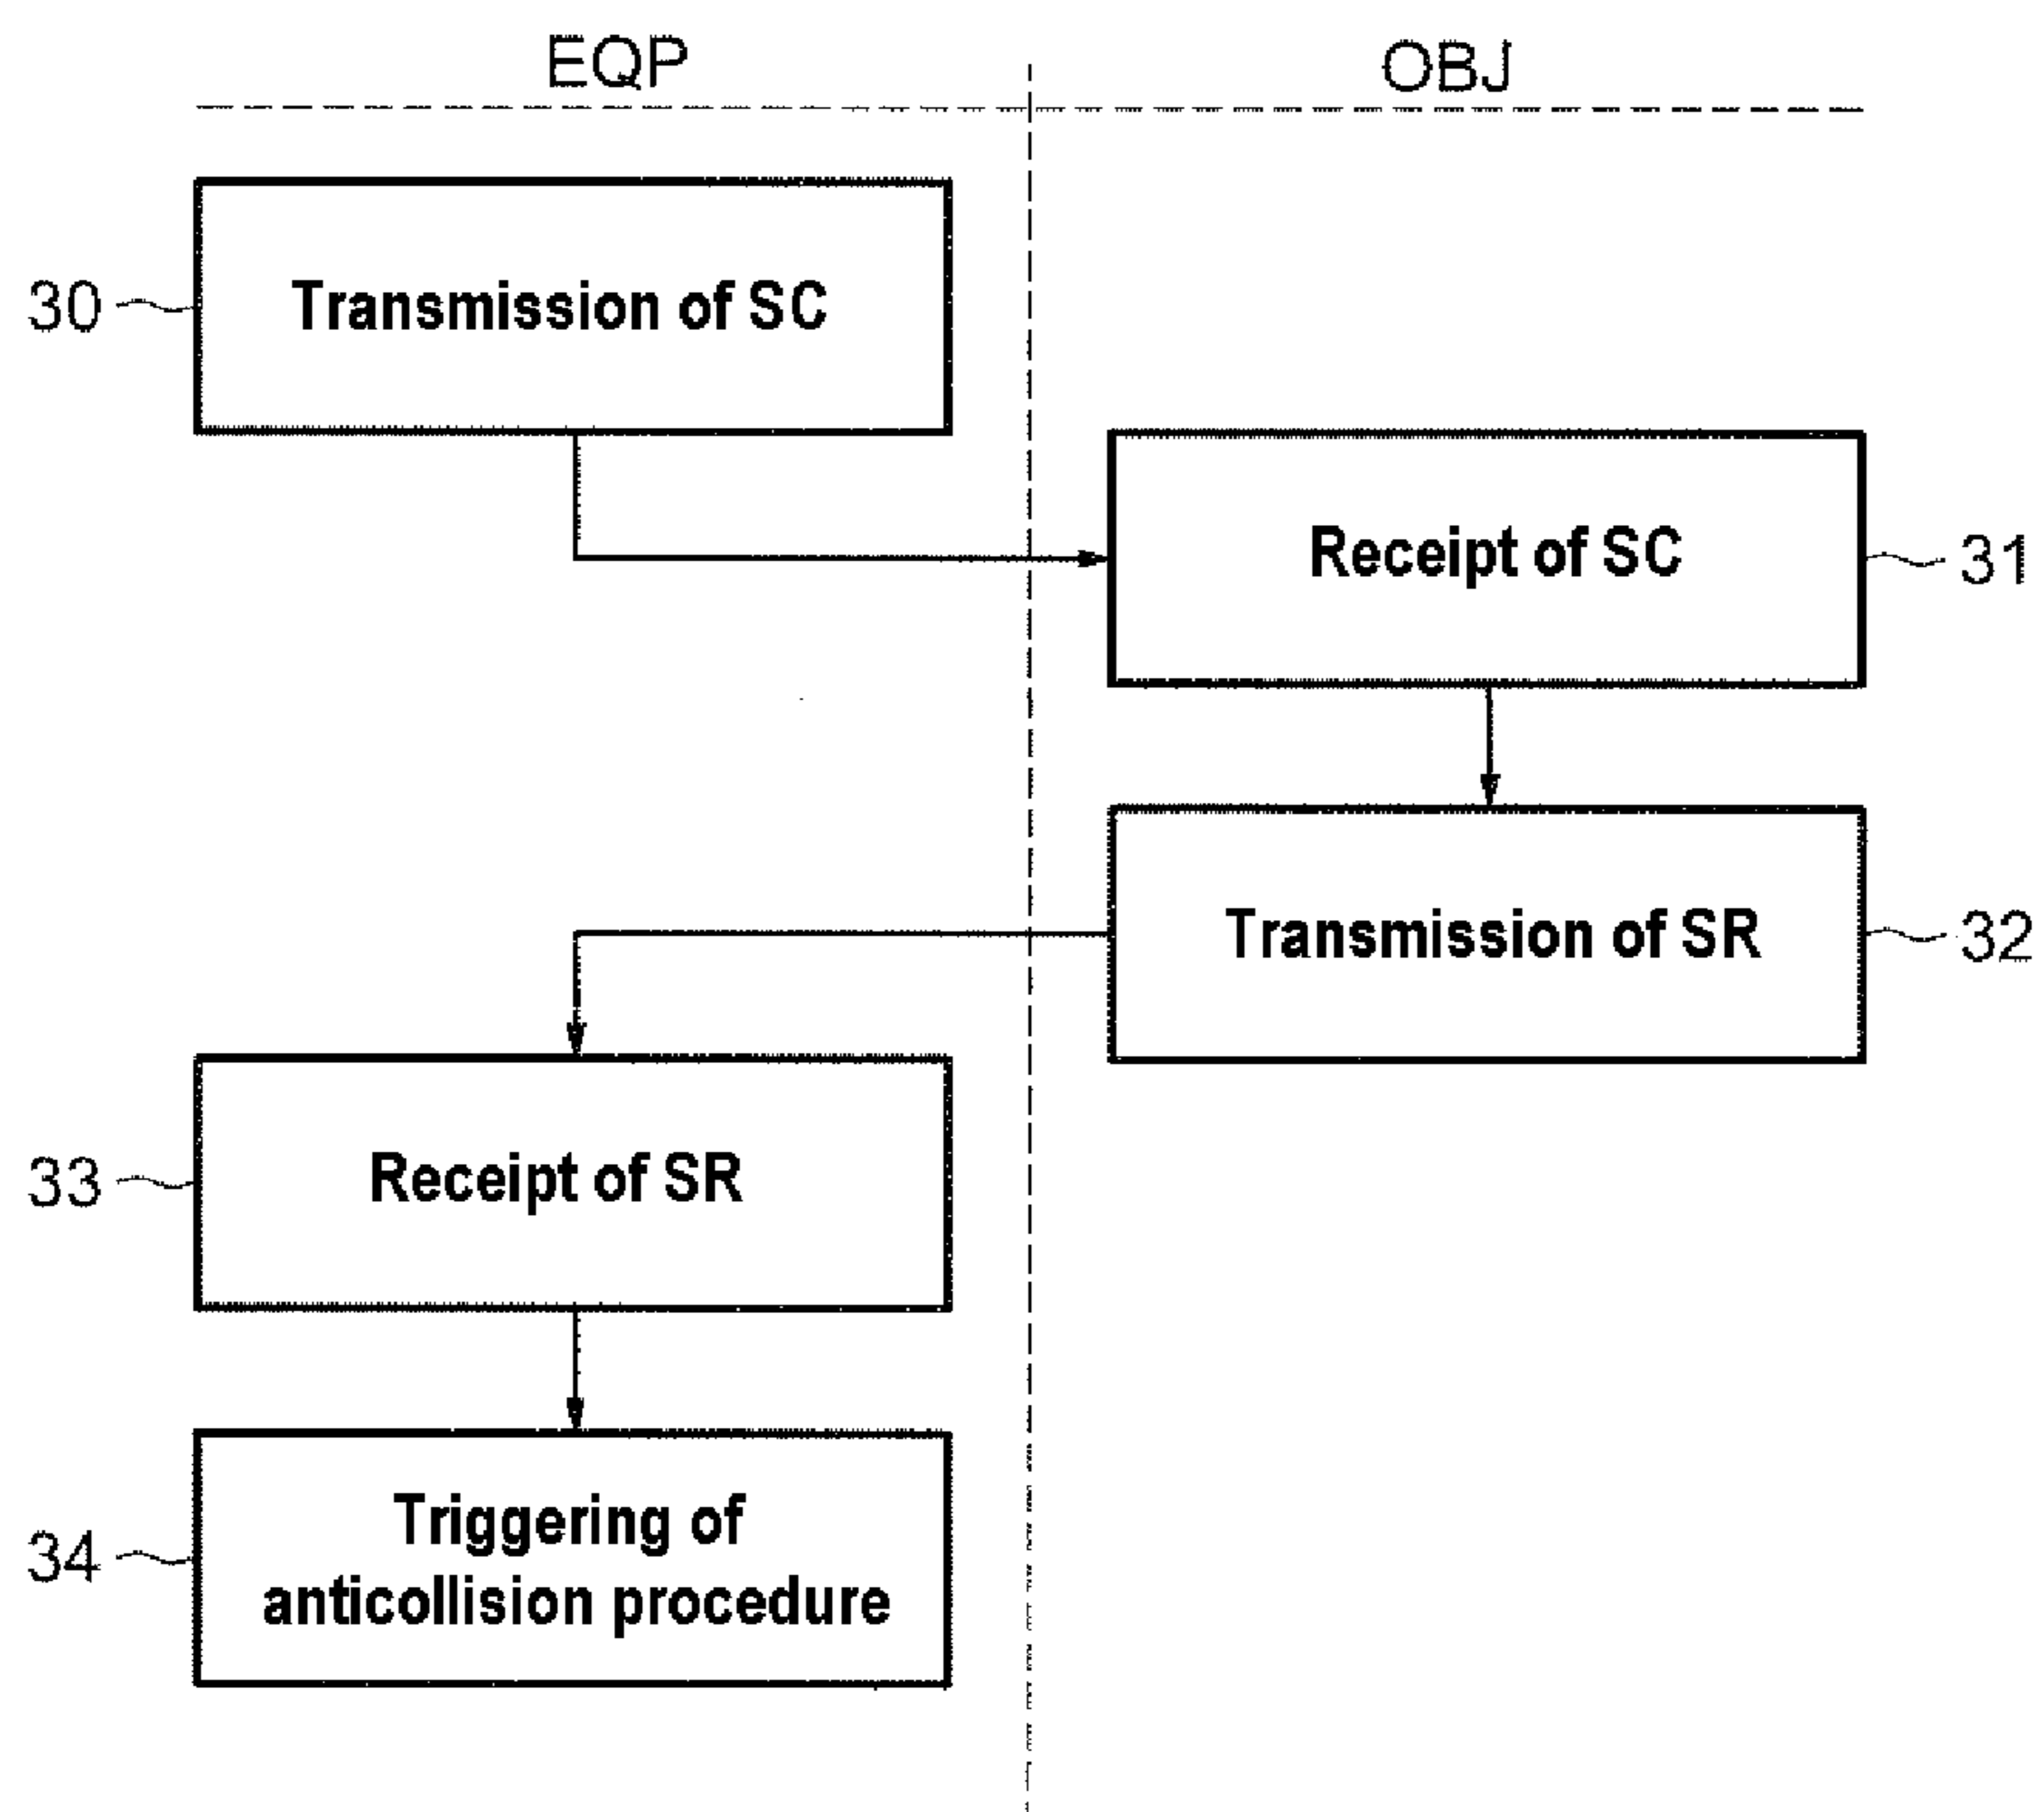 EQP
OBJ
30
Transmission of SC
Receipt of SC
31
Transmission of SR
32
33
Receipt of SR
34
Triggering of
anticollision procedure